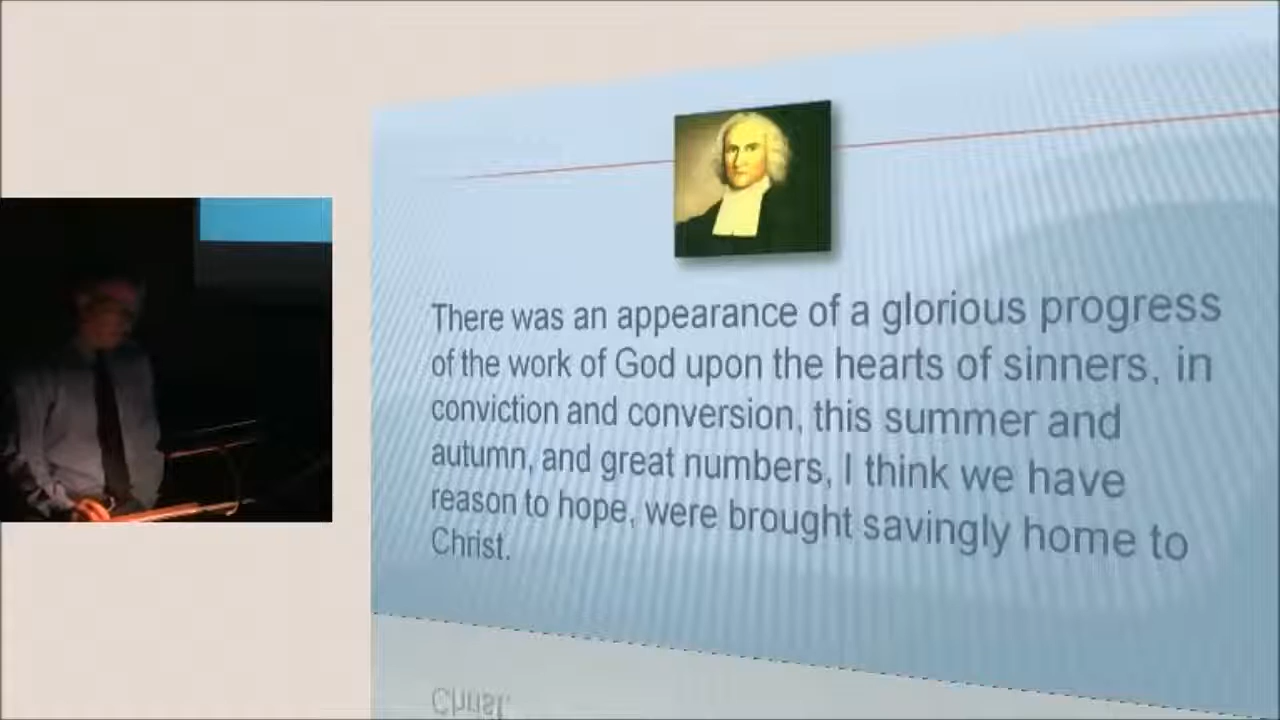 There was an appearance of a glorious progress
of the work of God upon the hearts of sinners, in
conviction and conversion, this summer and
autumn, and great numbers, I think we have
reason to hope, were brought savingly home to
Christ.
Christ.